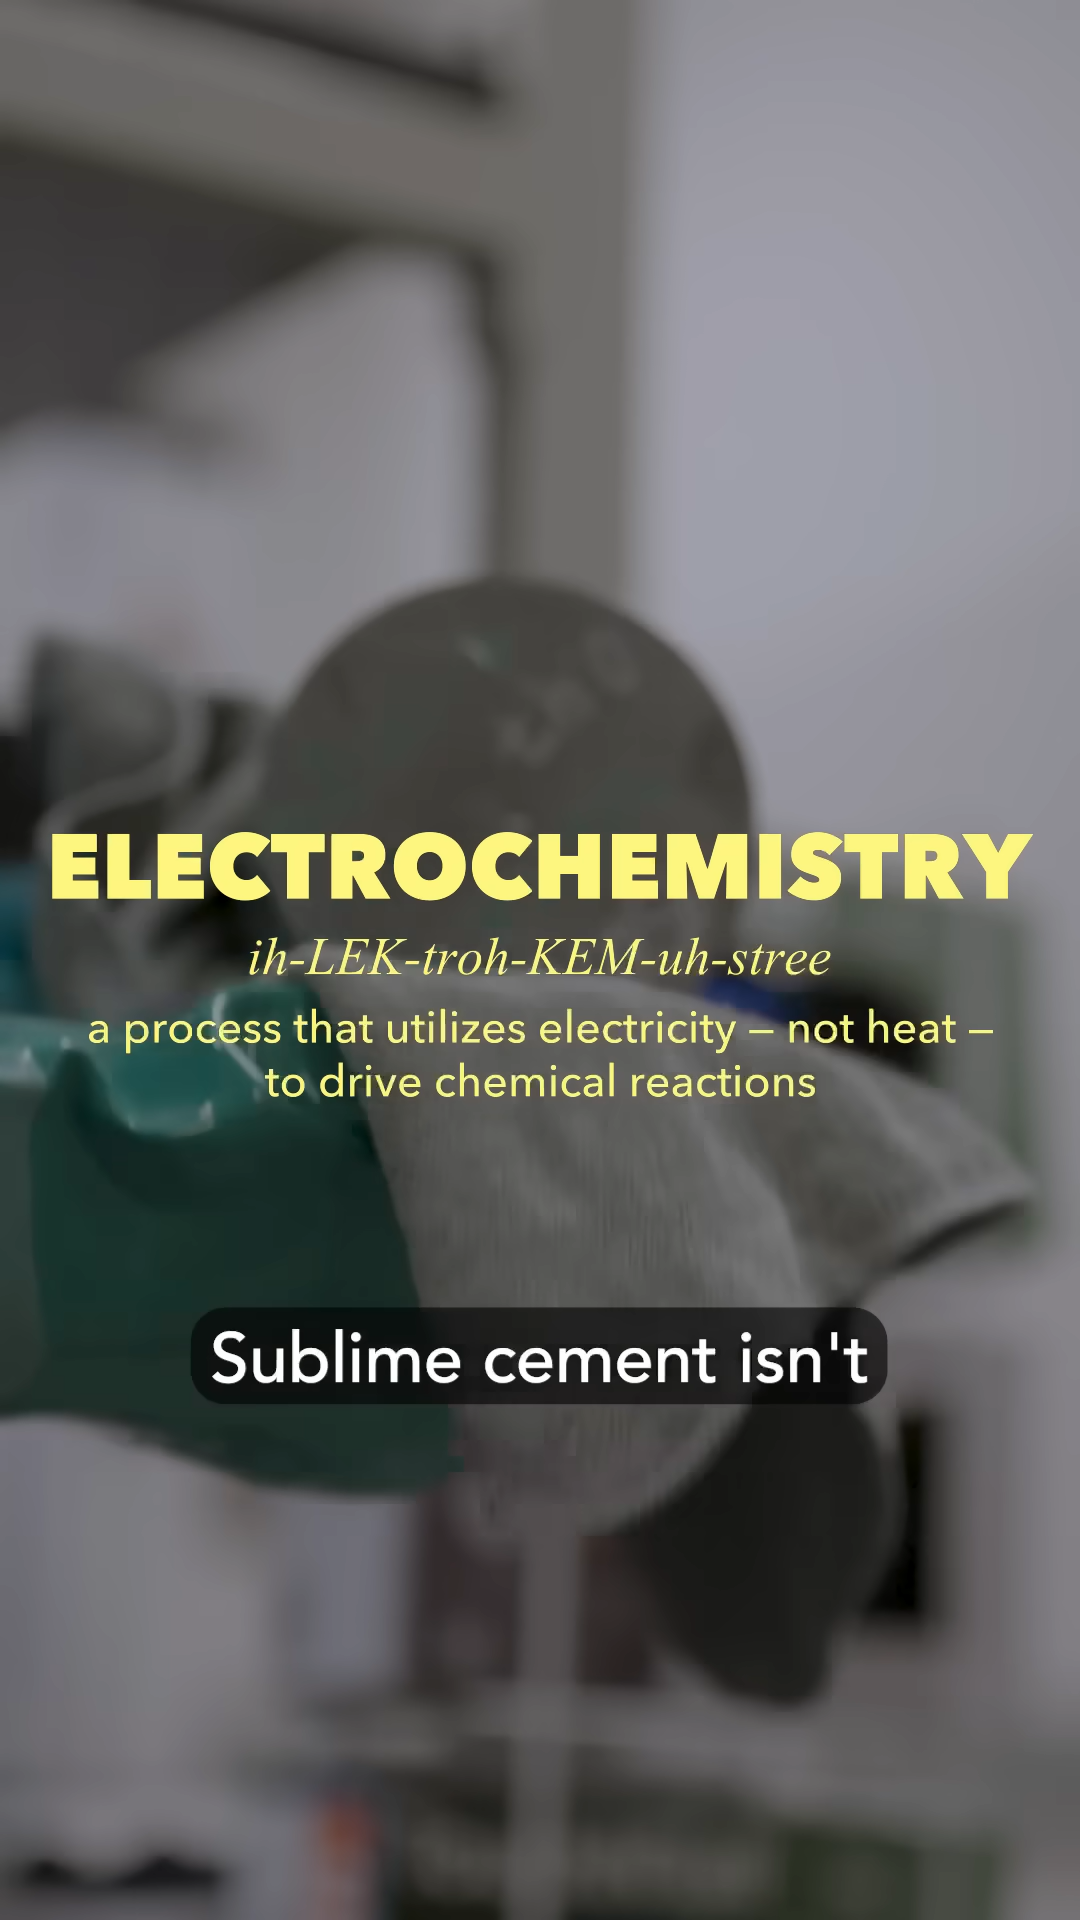 ELECTROCHEMISTRY
ih-LEK-troh-KEM-uh-stree
a process that utilizes electricity – not heat –
to drive chemical reactions
Sublime cement isn't